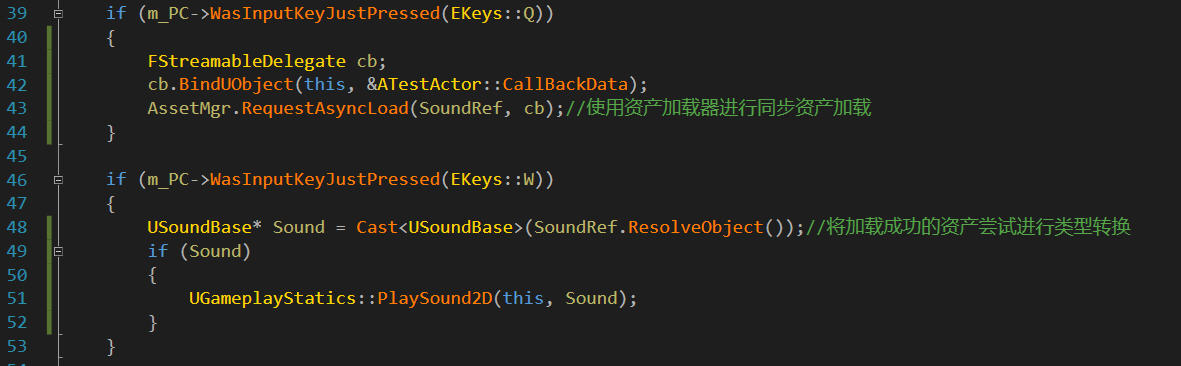 39 if (m_PC->WasInputKeyJustPressed(EKeys::Q))
40 {
41 FStreamableDelegate cb;
42 cb.BindUObject(this, &ATestActor::CallBackData);
43 AssetMgr.RequestAsyncLoad(SoundRef, cb);//使用资产加载器进行同步资产加载
44 }
45
46 if (m_PC->WasInputKeyJustPressed(EKeys::W))
47 {
48 USoundBase* Sound = Cast<USoundBase>(SoundRef.ResolveObject());//将加载成功的资产尝试进行类型转换
49 if (Sound)
50 {
51 UGameplayStatics::PlaySound2D(this, Sound);
52 }
53 }